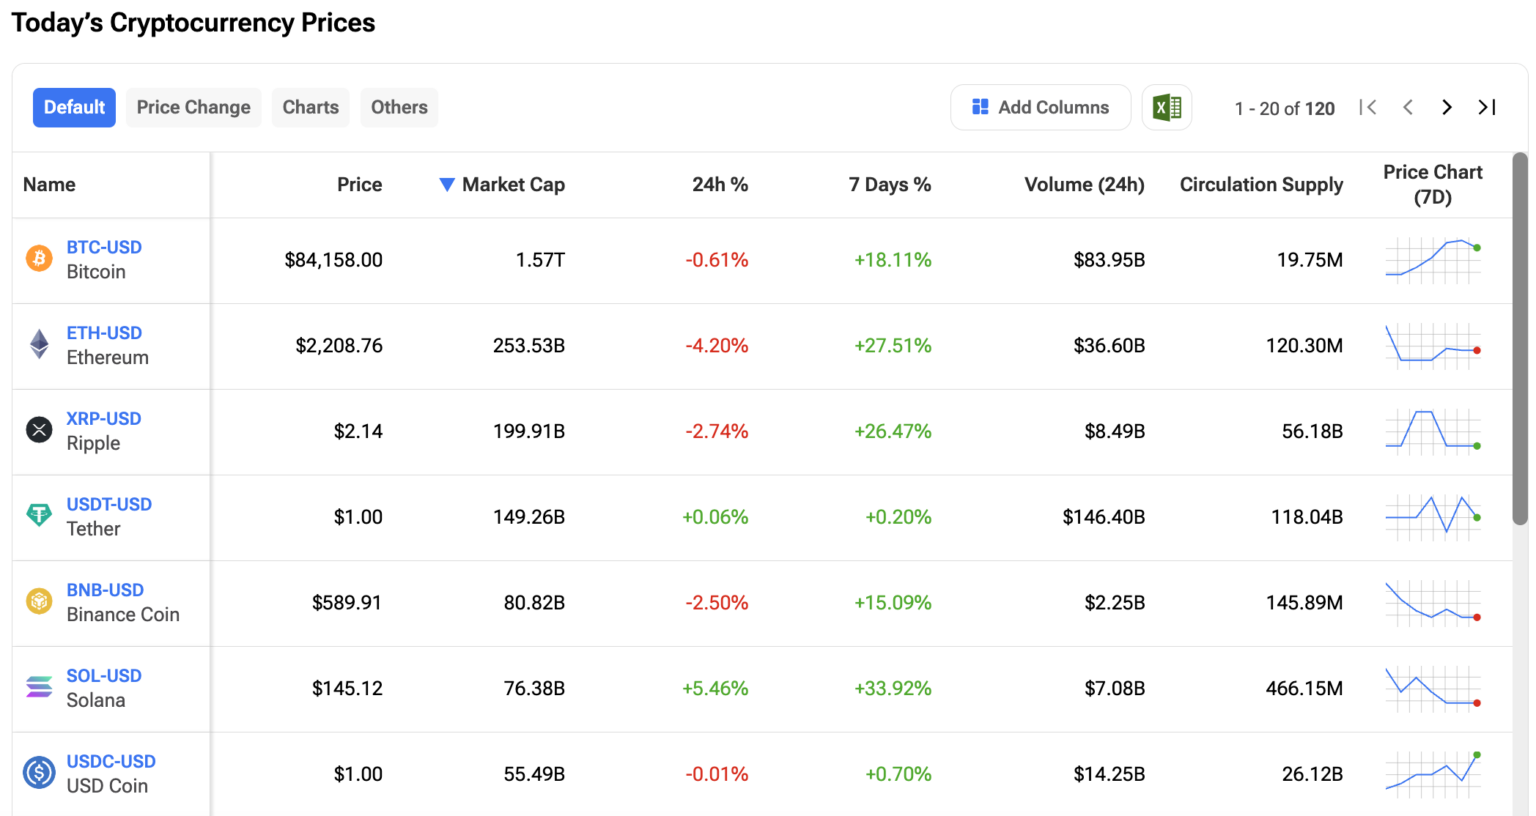 Today's Cryptocurrency Prices
Default Price Change Charts Others Add Columns 1 - 20 of 120
Name Price Market Cap 24h % 7 Days % Volume (24h) Circulation Supply Price Chart (7D)
BTC-USD
Bitcoin
$84,158.00 1.57T -0.61% +18.11% $83.95B 19.75M
ETH-USD
Ethereum
$2,208.76 253.53B -4.20% +27.51% $36.60B 120.30M
XRP-USD
Ripple
$2.14 199.91B -2.74% +26.47% $8.49B 56.18B
USDT-USD
Tether
$1.00 149.26B +0.06% +0.20% $146.40B 118.04B
BNB-USD
Binance Coin
$589.91 80.82B -2.50% +15.09% $2.25B 145.89M
SOL-USD
Solana
$145.12 76.38B +5.46% +33.92% $7.08B 466.15M
USDC-USD
USD Coin
$1.00 55.49B -0.01% +0.70% $14.25B 26.12B